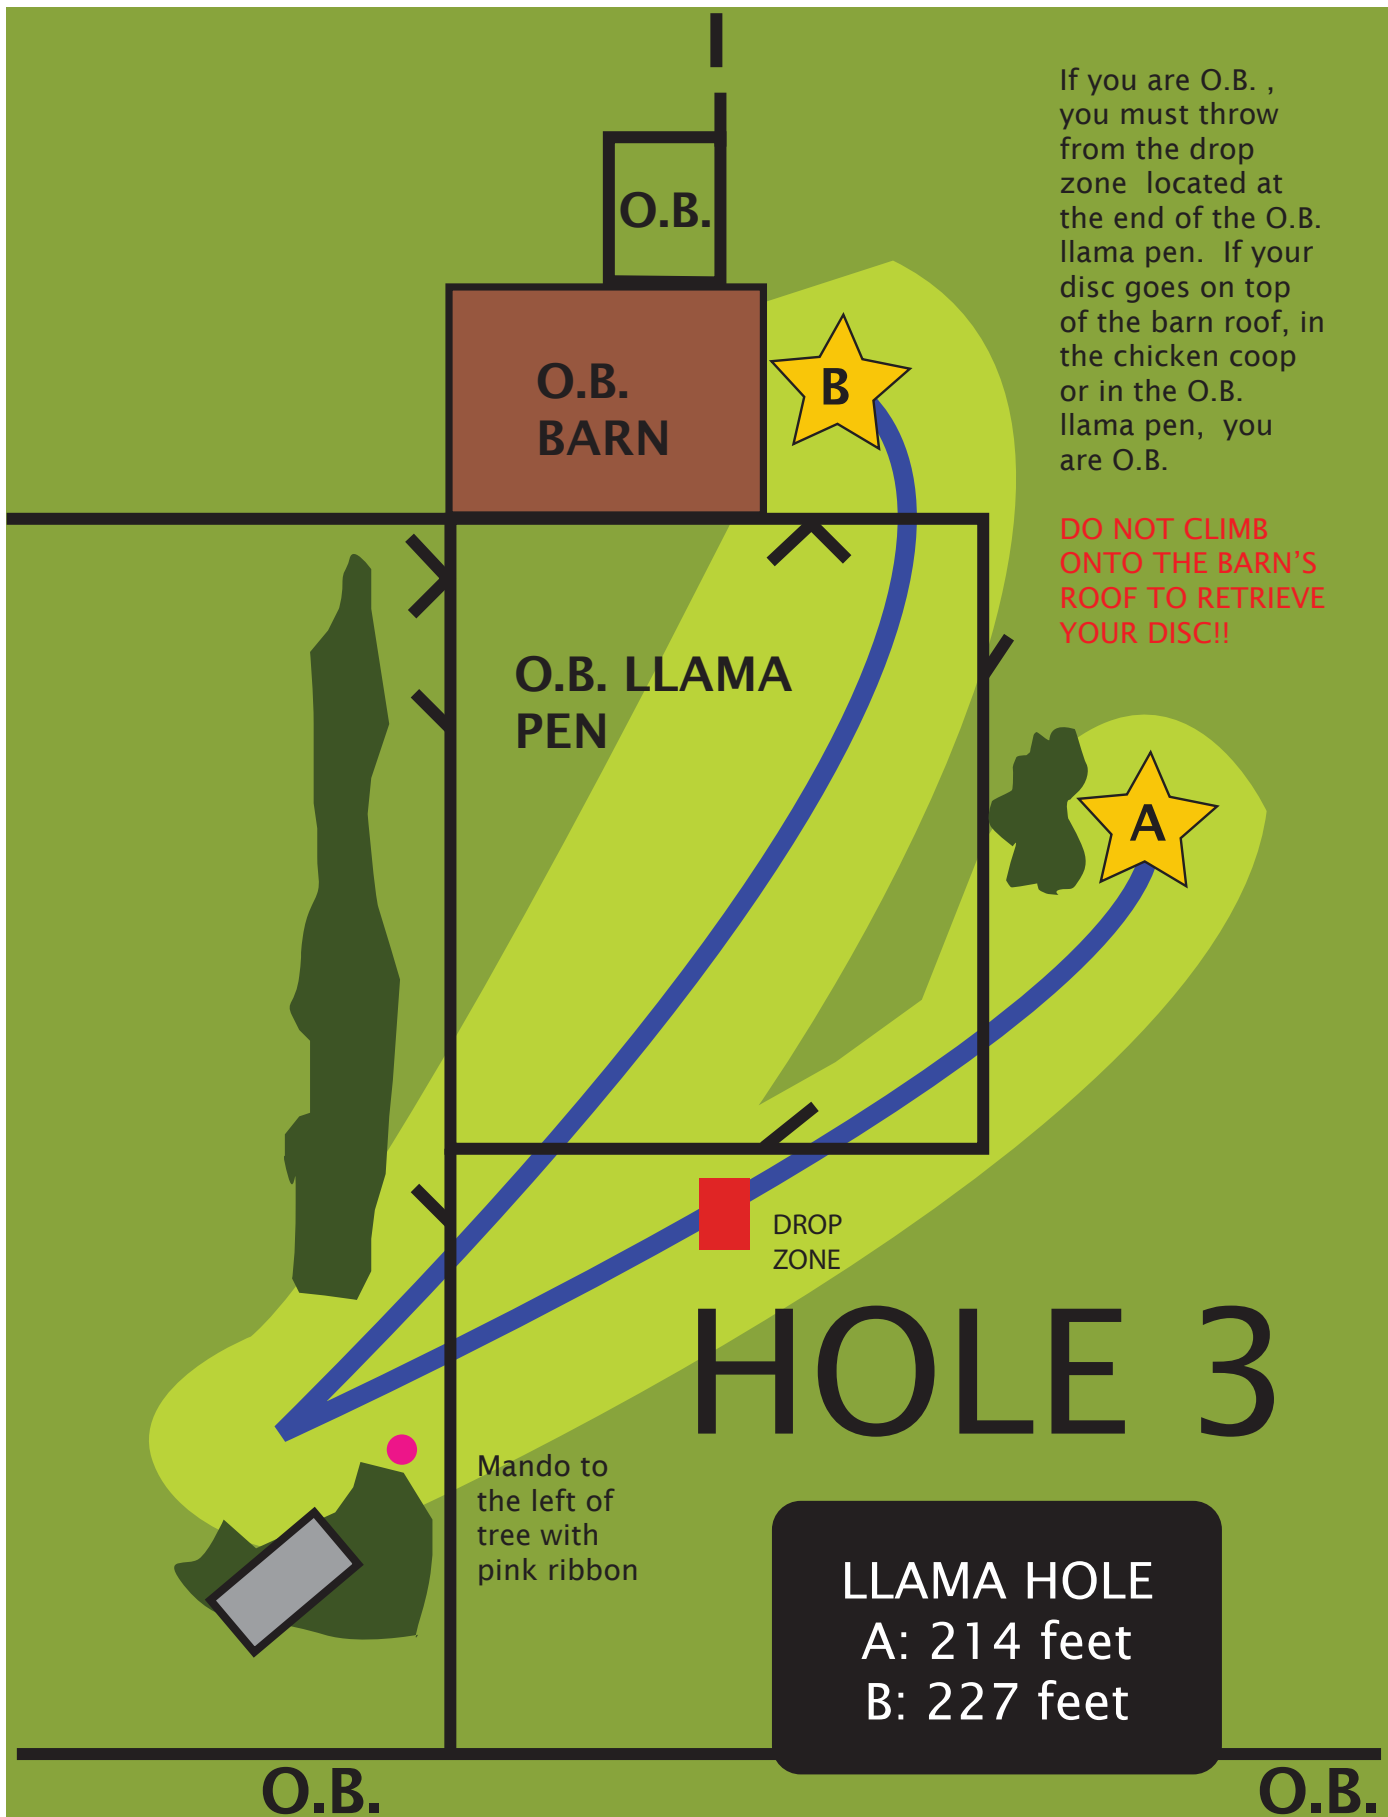 If you are O.B. ,
you must throw
from the drop
zone  located at
the end of the O.B.
llama pen.  If your
disc goes on top
of the barn roof, in
the chicken coop
or in the O.B.
llama pen,  you
are O.B.
DO NOT CLIMB
ONTO THE BARN'S
ROOF TO RETRIEVE
YOUR DISC!!
O.B.
O.B.
BARN
B
O.B. LLAMA
PEN
A
DROP
ZONE
HOLE 3
Mando to
the left of
tree with
pink ribbon
LLAMA HOLE
A: 214 feet
B: 227 feet
O.B.
O.B.